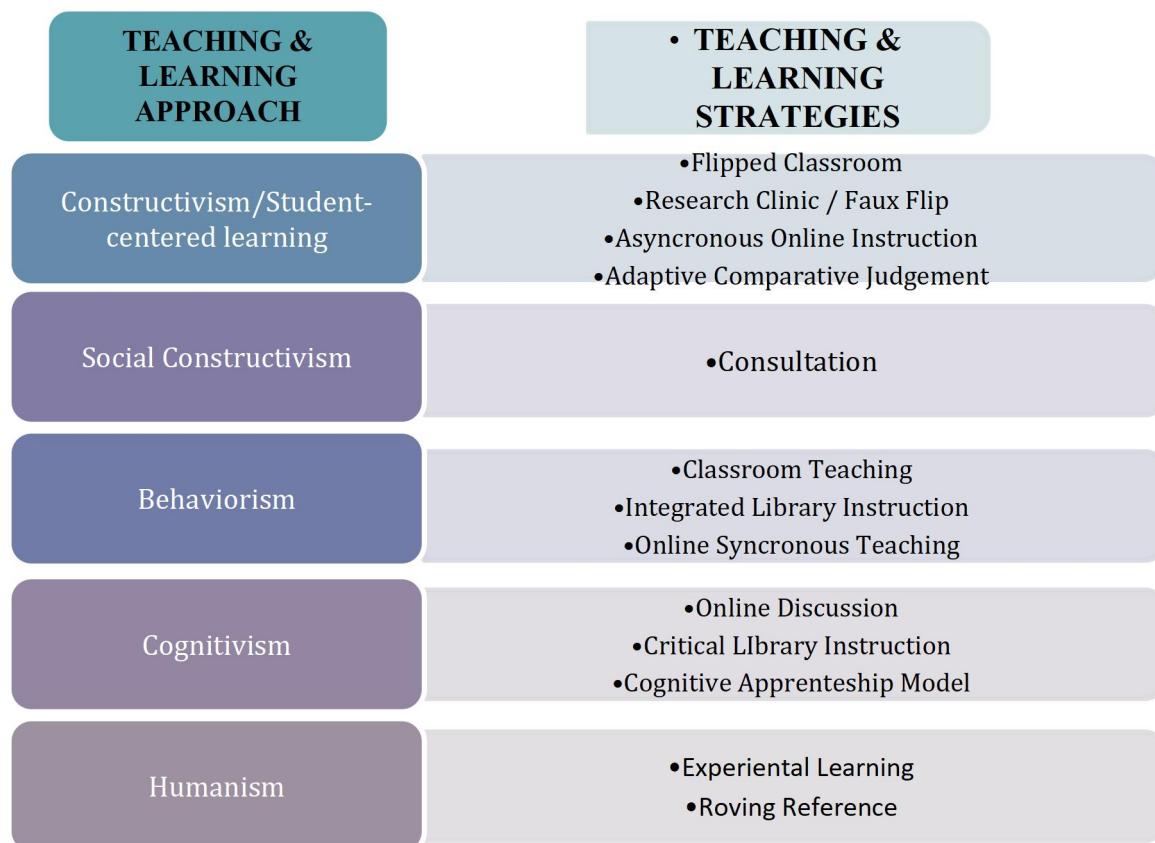 TEACHING &
LEARNING
APPROACH
• TEACHING &
LEARNING
STRATEGIES
Constructivism/Student-
centered learning
•Flipped Classroom
•Research Clinic / Faux Flip
•Asyncronous Online Instruction
•Adaptive Comparative Judgement
Social Constructivism
•Consultation
Behaviorism
•Classroom Teaching
•Integrated Library Instruction
•Online Syncronous Teaching
Cognitivism
•Online Discussion
•Critical LIbrary Instruction
•Cognitive Apprenteship Model
Humanism
•Experiental Learning
•Roving Reference